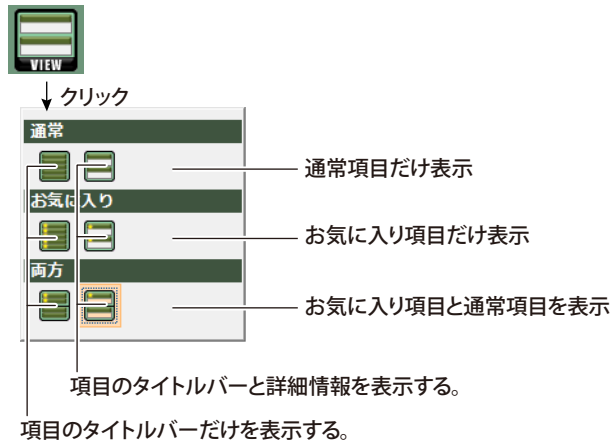 VIEW
クリック
通常
通常項目だけ表示
お気に入り
お気に入り項目だけ表示
両方
お気に入り項目と通常項目を表示
項目のタイトルバーと詳細情報を表示する。
項目のタイトルバーだけを表示する。